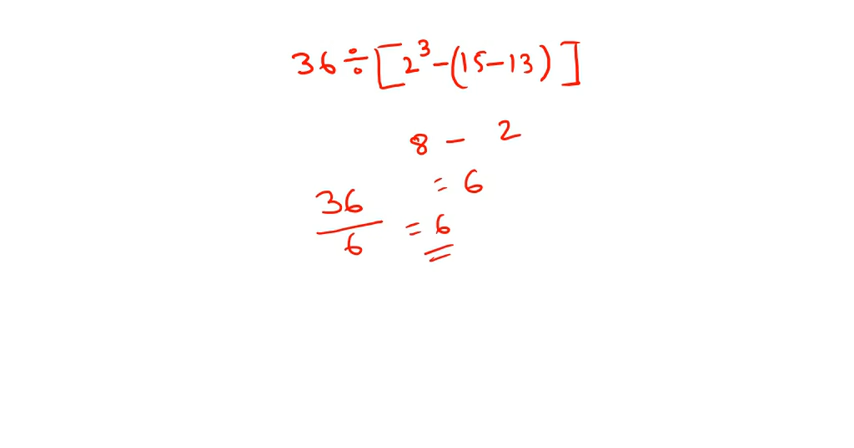 36 ÷ [2³ - (15 - 13)]
8 - 2
= 6
36/6 = 6